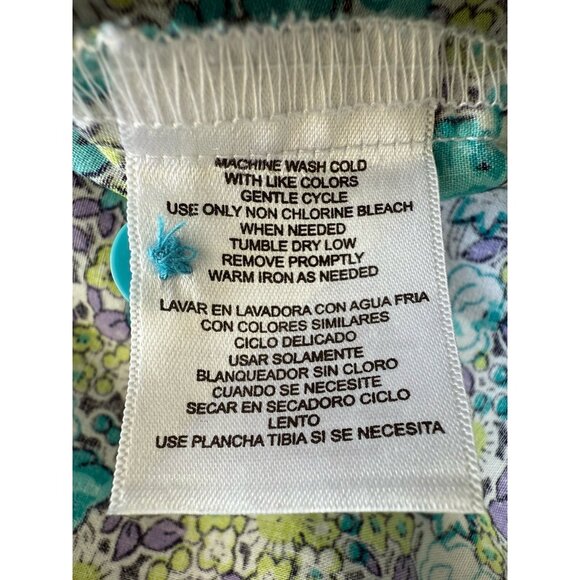 MACHINE WASH COLD
WITH LIKE COLORS
GENTLE CYCLE
USE ONLY NON CHLORINE BLEACH
WHEN NEEDED
TUMBLE DRY LOW
REMOVE PROMPTLY
WARM IRON AS NEEDED
LAVAR EN LAVADORA CON AGUA FRIA
CON COLORES SIMILARES
CICLO DELICADO
USAR SOLAMENTE
BLANQUEADOR SIN CLORO
CUANDO SE NECESITE
SECAR EN SECADORO CICLO
LENTO
USE PLANCHA TIBIA SI SE NECESITA